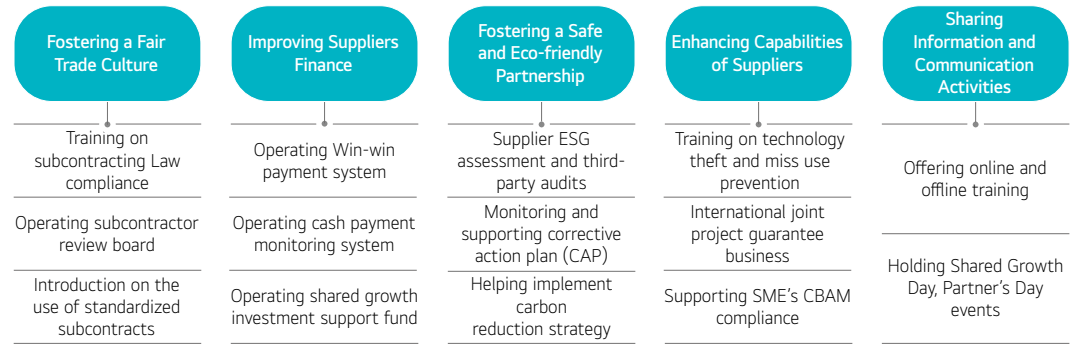 Fostering a Fair
Trade Culture
Training on
subcontracting Law
compliance
Operating subcontractor
review board
Introduction on the
use of standardized
subcontracts
Improving Suppliers
Finance
Operating Win-win
payment system
Operating cash payment
monitoring system
Operating shared growth
investment support fund
Fostering a Safe
and Eco-friendly
Partnership
Supplier ESG
assessment and third-
party audits
Monitoring and
supporting corrective
action plan (CAP)
Helping implement
carbon
reduction strategy
Enhancing Capabilities
of Suppliers
Training on technology
theft and miss use
prevention
International joint
project guarantee
business
Supporting SME's CBAM
compliance
Sharing
Information and
Communication
Activities
Offering online and
offline training
Holding Shared Growth
Day, Partner's Day
events